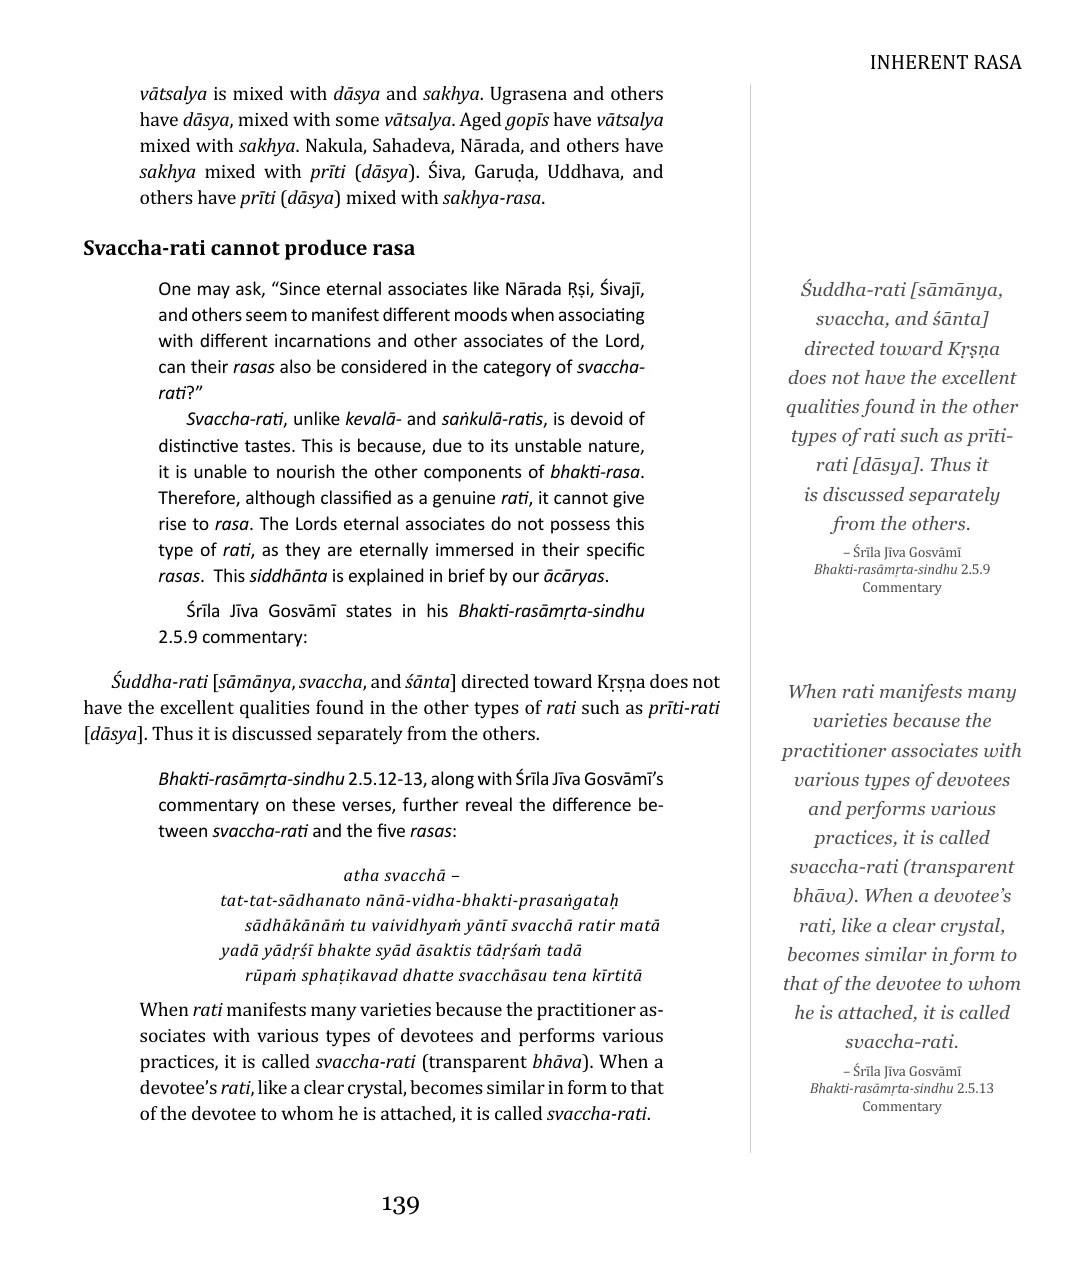 INHERENT RASA
vātsalya is mixed with dāsya and sakhya. Ugrasena and others
have dāsya, mixed with some vātsalya. Aged gopīs have vātsalya
mixed with sakhya. Nakula, Sahadeva, Nārada, and others have
sakhya mixed with prīti (dāsya). Śiva, Garuḍa, Uddhava, and
others have prīti (dāsya) mixed with sakhya-rasa.
Svaccha-rati cannot produce rasa
One may ask, “Since eternal associates like Nārada Ṛṣi, Śivajī,
and others seem to manifest different moods when associating
with different incarnations and other associates of the Lord,
can their rasas also be considered in the category of svaccha-
rati?”
Svaccha-rati, unlike kevalā- and saṅkulā-ratis, is devoid of
distinctive tastes. This is because, due to its unstable nature,
it is unable to nourish the other components of bhakti-rasa.
Therefore, although classified as a genuine rati, it cannot give
rise to rasa. The Lords eternal associates do not possess this
type of rati, as they are eternally immersed in their specific
rasas. This siddhānta is explained in brief by our ācāryas.
Śrīla Jīva Gosvāmī states in his Bhakti-rasāmṛta-sindhu
2.5.9 commentary:
Śuddha-rati [sāmānya, svaccha, and śānta] directed toward Kṛṣṇa does not
have the excellent qualities found in the other types of rati such as prīti-rati
[dāsya]. Thus it is discussed separately from the others.
Bhakti-rasāmṛta-sindhu 2.5.12-13, along with Śrīla Jīva Gosvāmī’s
commentary on these verses, further reveal the difference be-
tween svaccha-rati and the five rasas:
atha svacchā –
tat-tat-sādhanato nānā-vidha-bhakti-prasaṅgataḥ
sādhākānāṁ tu vaividhyaṁ yāntī svacchā ratir matā
yadā yādṛśī bhakte syād āsaktis tādṛśaṁ tadā
rūpaṁ sphaṭikavad dhatte svacchāsau tena kīrtitā
When rati manifests many varieties because the practitioner as-
sociates with various types of devotees and performs various
practices, it is called svaccha-rati (transparent bhāva). When a
devotee’s rati, like a clear crystal, becomes similar in form to that
of the devotee to whom he is attached, it is called svaccha-rati.
Śuddha-rati [sāmānya,
svaccha, and śānta]
directed toward Kṛṣṇa
does not have the excellent
qualities found in the other
types of rati such as prīti-
rati [dāsya]. Thus it
is discussed separately
from the others.
– Śrīla Jīva Gosvāmī
Bhakti-rasāmṛta-sindhu 2.5.9
Commentary
When rati manifests many
varieties because the
practitioner associates with
various types of devotees
and performs various
practices, it is called
svaccha-rati (transparent
bhāva). When a devotee’s
rati, like a clear crystal,
becomes similar in form to
that of the devotee to whom
he is attached, it is called
svaccha-rati.
– Śrīla Jīva Gosvāmī
Bhakti-rasāmṛta-sindhu 2.5.13
Commentary
139